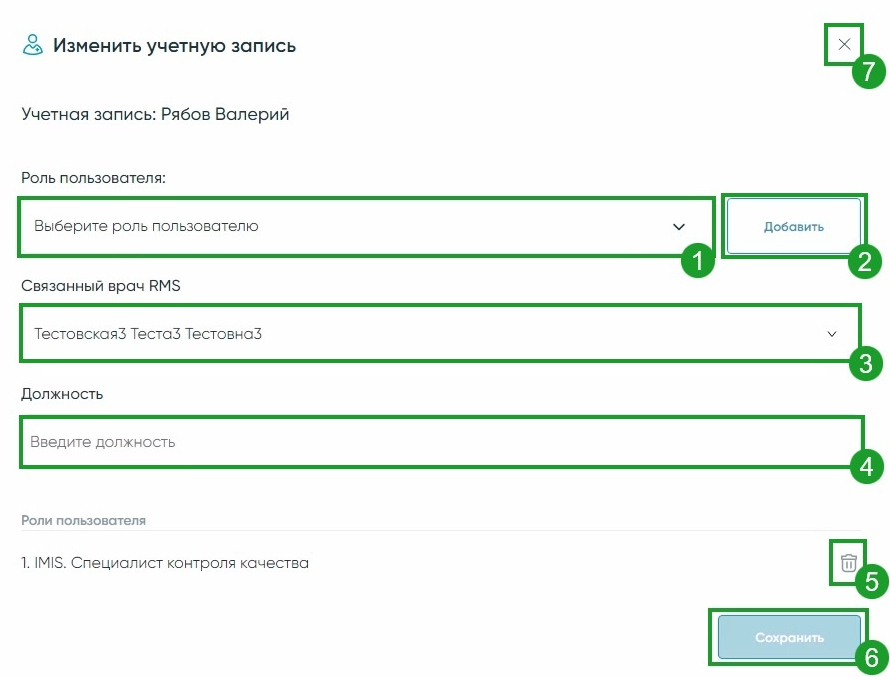 Изменить учетную запись
7
Учетная запись: Рябов Валерий
Роль пользователя:
Выберите роль пользователю
1
Добавить
2
Связанный врач RMS
Тестовская3 Теста3 Тестовна3
3
Должность
Введите должность
4
Роли пользователя
1. IMIS. Специалист контроля качества
5
Сохранить
6